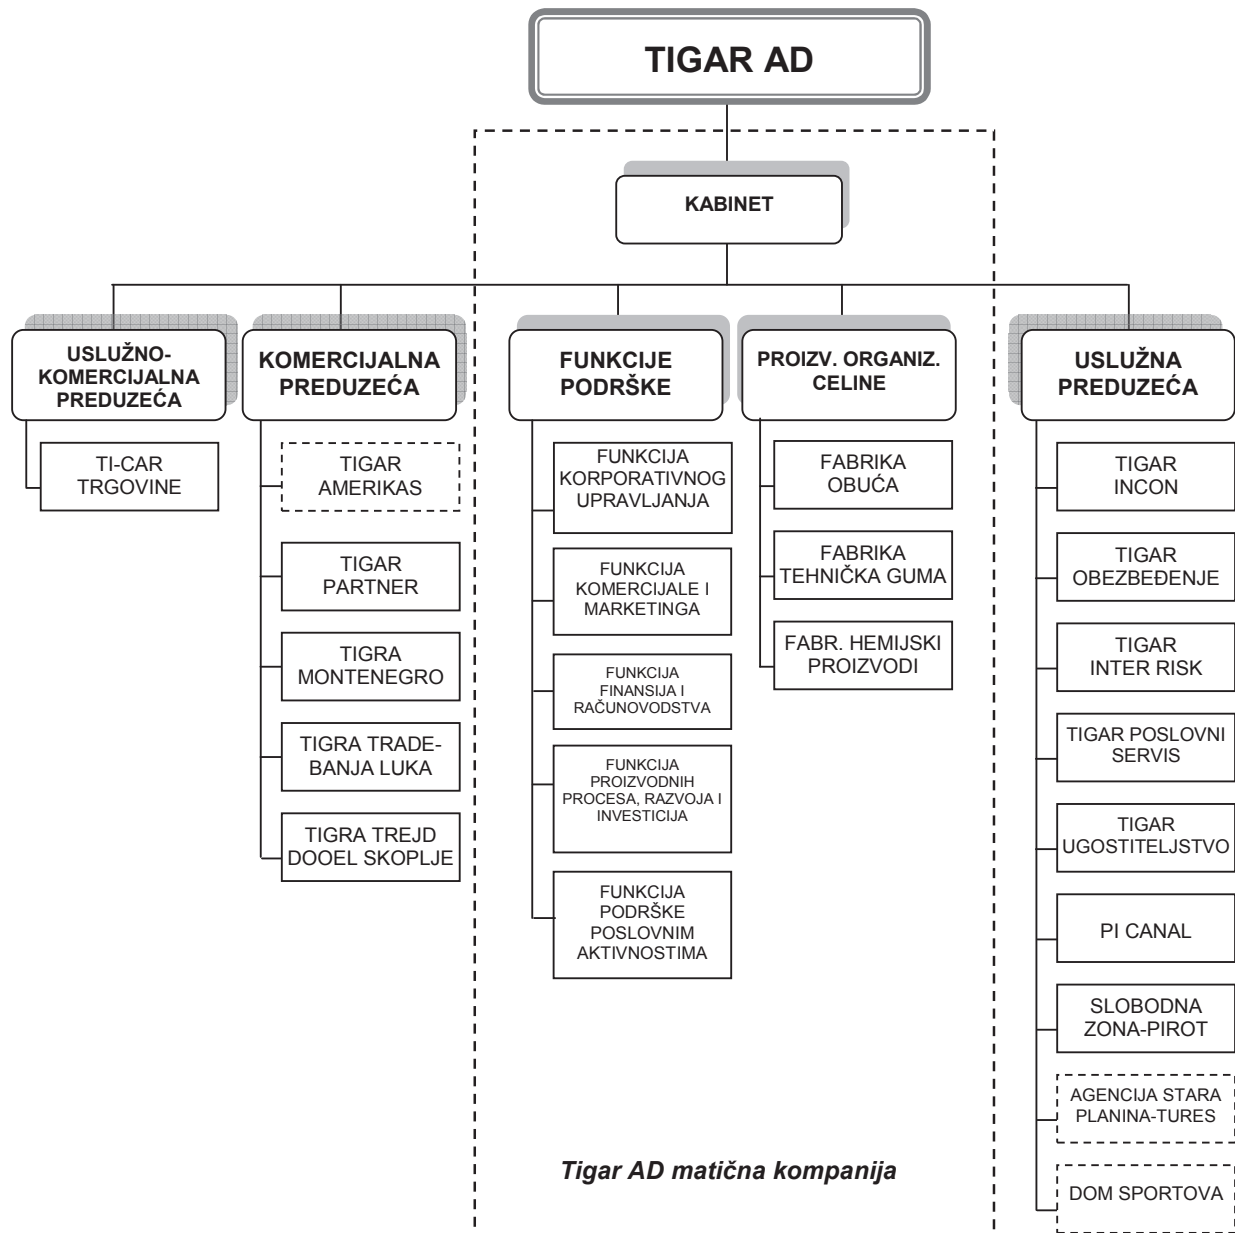 TIGAR AD
KABINET
USLUŽNO-
KOMERCIJALNA
PREDUZEĆA
TI-CAR
TRGOVINE
KOMERCIJALNA
PREDUZEĆA
TIGAR
AMERIKAS
TIGAR
PARTNER
TIGRA
MONTENEGRO
TIGRA TRADE-
BANJA LUKA
TIGRA TREJD
DOOEL SKOPLJE
FUNKCIJE
PODRŠKE
FUNKCIJA
KORPORATIVNOG
UPRAVLJANJA
FUNKCIJA
KOMERCIJALE I
MARKETINGA
FUNKCIJA
FINANSIJA I
RAČUNOVODSTVA
FUNKCIJA
PROIZVODNIH
PROCESA, RAZVOJA I
INVESTICIJA
FUNKCIJA
PODRŠKE
POSLOVNIM
AKTIVNOSTIMA
PROIZV. ORGANIZ.
CELINE
FABRIKA
OBUĆA
FABRIKA
TEHNIČKA GUMA
FABR. HEMIJSKI
PROIZVODI
USLUŽNA
PREDUZEĆA
TIGAR
INCON
TIGAR
OBEZBEĐENJE
TIGAR
INTER RISK
TIGAR POSLOVNI
SERVIS
TIGAR
UGOSTITELJSTVO
PI CANAL
SLOBODNA
ZONA-PIROT
AGENCIJA STARA
PLANINA-TURES
DOM SPORTOVA
Tigar AD matična kompanija